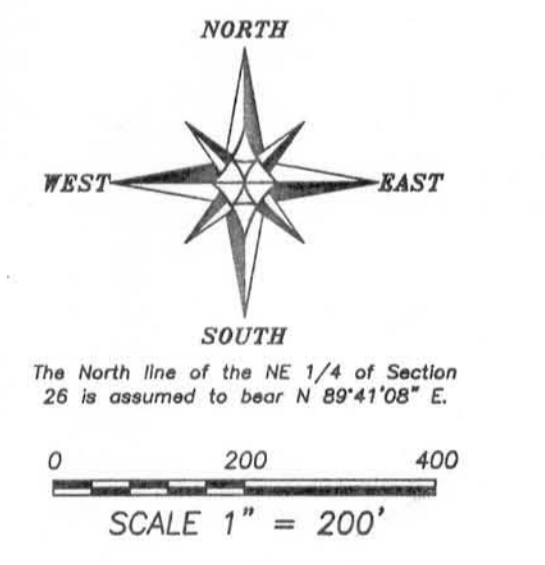 NORTH
WEST EAST
SOUTH
The North line of the NE 1/4 of Section
26 is assumed to bear N 89°41'08" E.
0 200 400
SCALE 1" = 200'